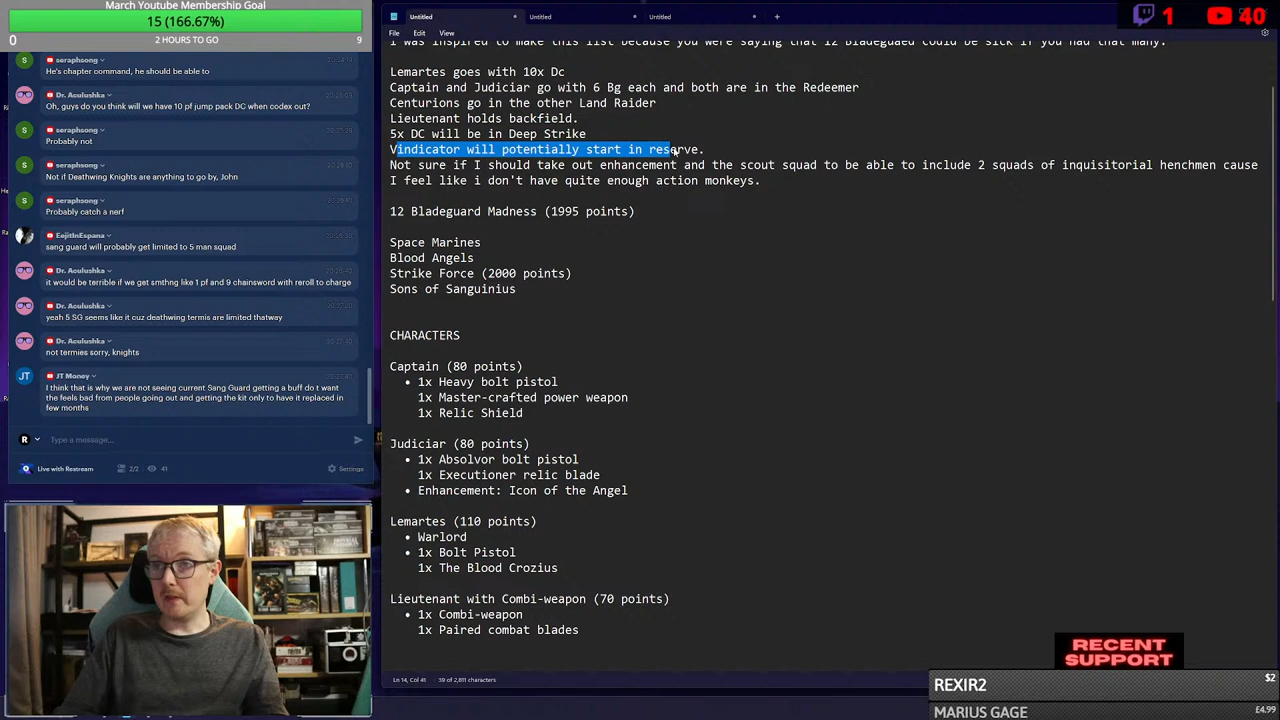 March Youtube Membership Goal
15 (166.67%)
0
2 HOURS TO GO
9
seraphsong
He's chapter command, he should be able to
Dr. Aculushka
Oh, guys do you think will we have 10 pf jump pack DC when codex out?
seraphsong
Probably not
seraphsong
Not if Deathwing Knights are anything to go by, John
seraphsong
Probably catch a nerf
EejitInEspana
sang guard will probably get limited to 5 man squad
Dr. Aculushka
it would be terrible if we get smthng like 1 pf and 9 chainsword with reroll to charge
Dr. Aculushka
yeah 5 SG seems like it cuz deathwing termis are limited thatway
Dr. Aculushka
not termies sorry, knights
JT Money
I think that is why we are not seeing current Sang Guard getting a buff do t want
the feels bad from people going out and getting the kit only to have it replaced in
few months
R
Type a message...
Live with Restream
2/2
41
Settings
Untitled
Untitled
Untitled
File
Edit
View
1
40
I was inspired to make this list because you were saying that 12 Bladeguard could be sick if you had that many.
Lemartes goes with 10x Dc
Captain and Judiciar go with 6 Bg each and both are in the Redeemer
Centurions go in the other Land Raider
Lieutenant holds backfield.
5x DC will be in Deep Strike
Vindicator will potentially start in reserve.
Not sure if I should take out enhancement and the scout squad to be able to include 2 squads of inquisitorial henchmen cause
I feel like i don't have quite enough action monkeys.
12 Bladeguard Madness (1995 points)
Space Marines
Blood Angels
Strike Force (2000 points)
Sons of Sanguinius
CHARACTERS
Captain (80 points)
• 1x Heavy bolt pistol
• 1x Master-crafted power weapon
1x Relic Shield
Judiciar (80 points)
• 1x Absolvor bolt pistol
1x Executioner relic blade
• Enhancement: Icon of the Angel
Lemartes (110 points)
• Warlord
• 1x Bolt Pistol
1x The Blood Crozius
Lieutenant with Combi-weapon (70 points)
• 1x Combi-weapon
1x Paired combat blades
Ln 14, Col 41
39 of 2,811 characters
RECENT
SUPPORT
REXIR2
$2
MARIUS GAGE
£4.99